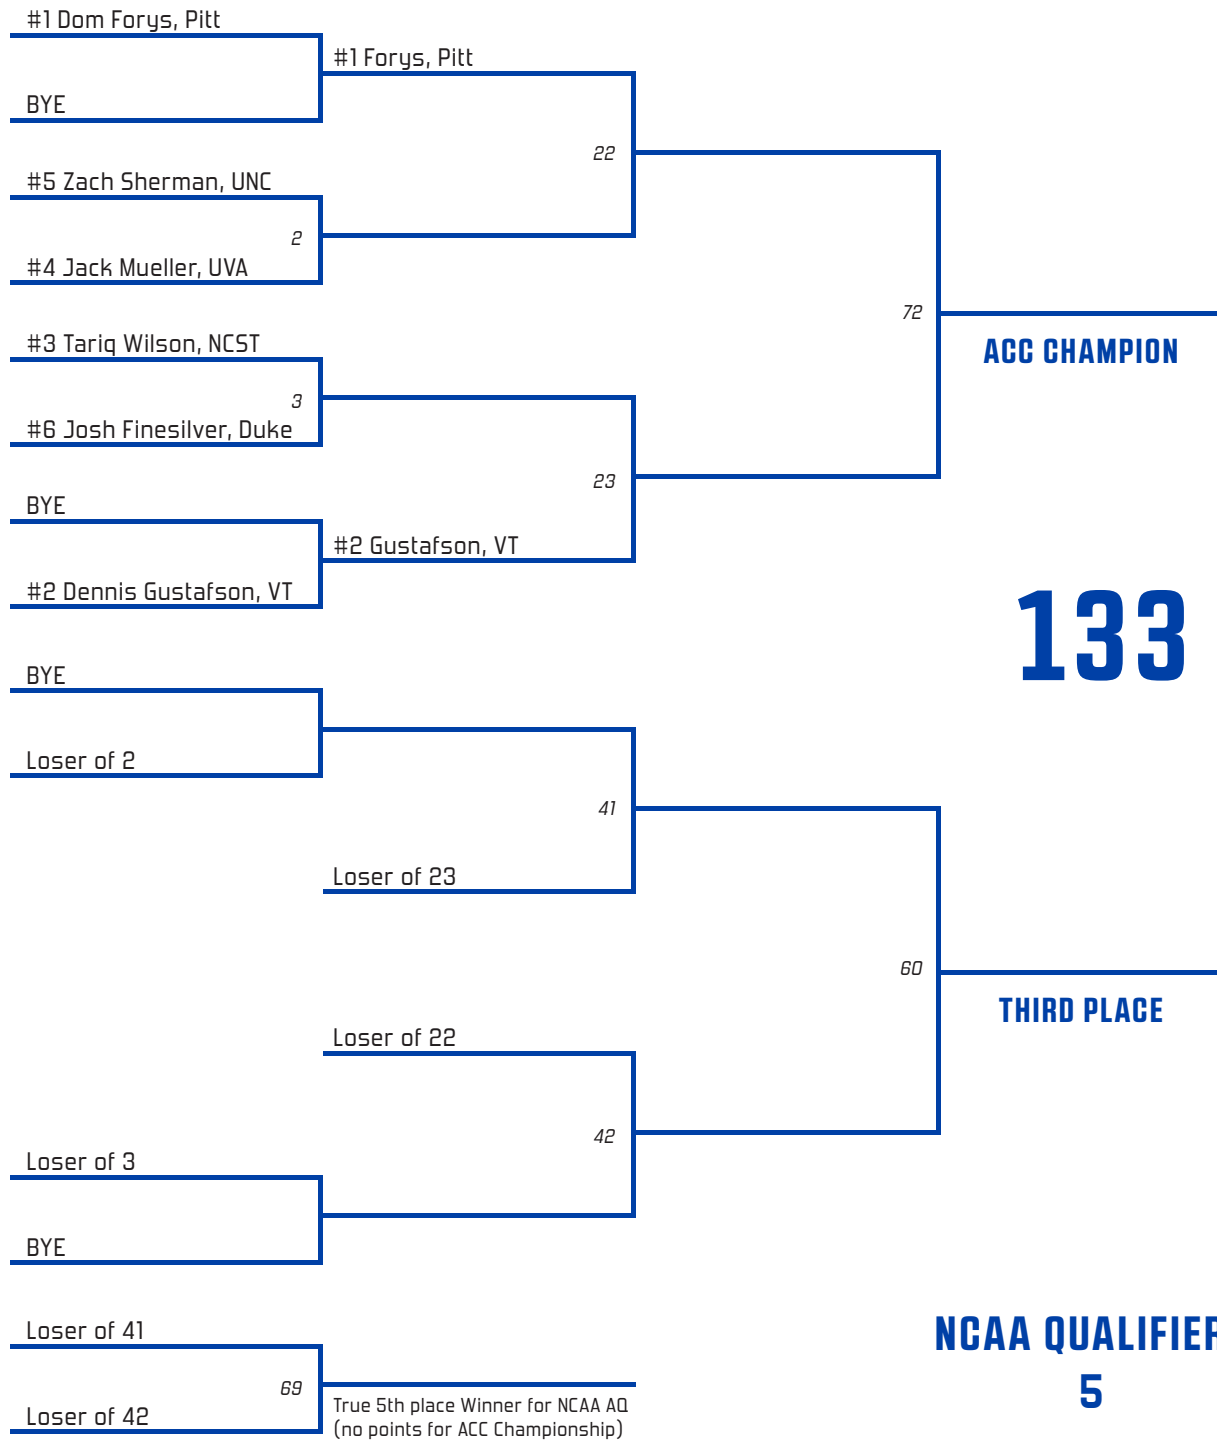 #1 Dom Forys, Pitt
#1 Forys, Pitt
BYE
22
#5 Zach Sherman, UNC
2
#4 Jack Mueller, UVA
72
#3 Tariq Wilson, NCST
ACC CHAMPION
3
#6 Josh Finesilver, Duke
23
BYE
#2 Gustafson, VT
#2 Dennis Gustafson, VT
133
BYE
Loser of 2
41
Loser of 23
60
THIRD PLACE
Loser of 22
42
Loser of 3
BYE
Loser of 41
NCAA QUALIFIER
69
5
True 5th place Winner for NCAA AQ
Loser of 42
(no points for ACC Championship)